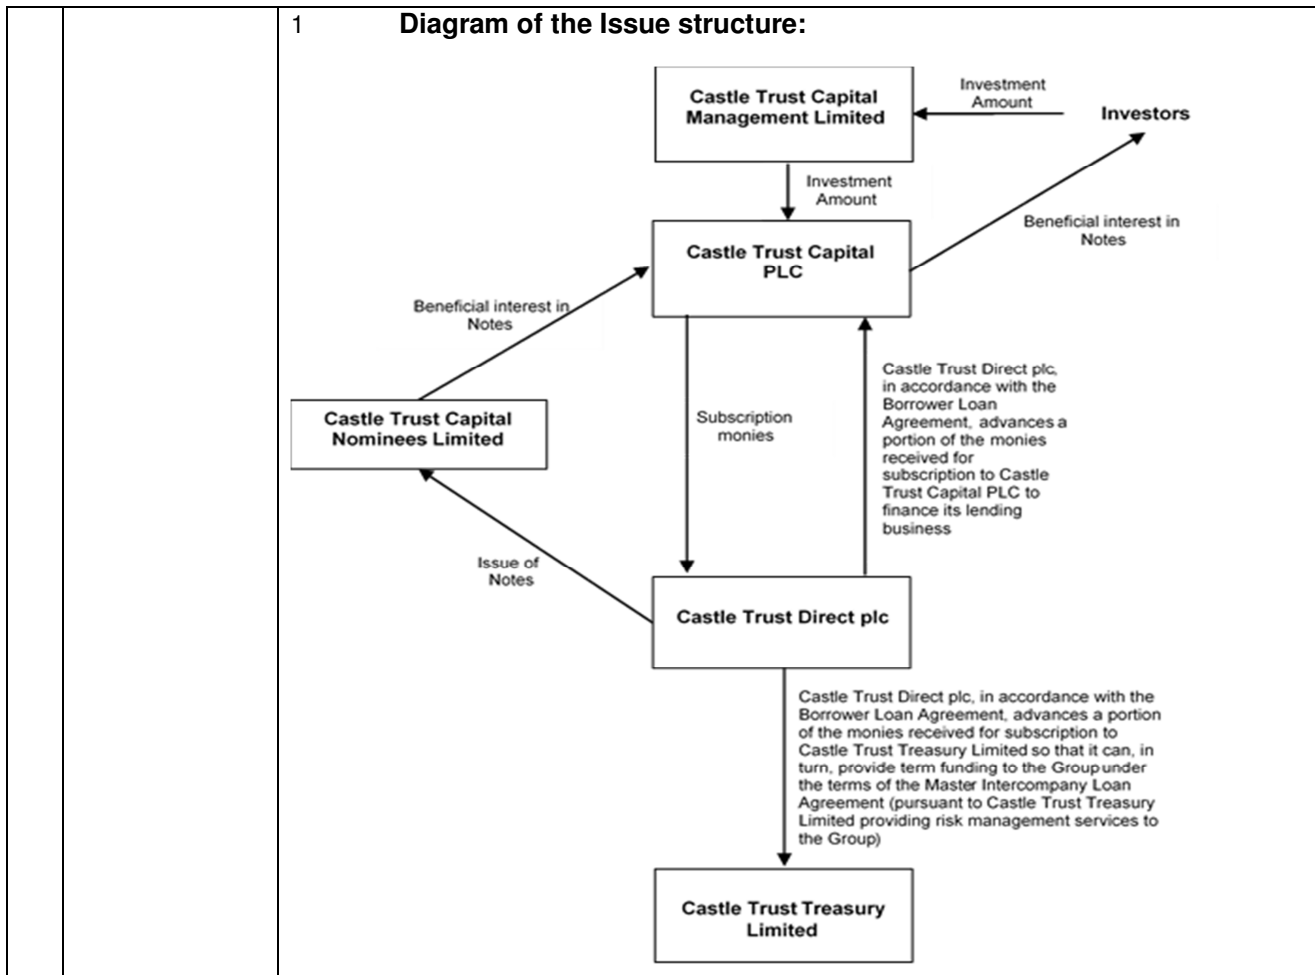 1 Diagram of the Issue structure:
Castle Trust Capital
Management Limited
Investment
Amount
Investors
Investment
Amount
Castle Trust Capital
PLC
Beneficial interest in
Notes
Beneficial interest in
Notes
Castle Trust Direct plc,
in accordance with the
Borrower Loan
Agreement, advances a
portion of the monies
received for
subscription to Castle
Trust Capital PLC to
finance its lending
business
Castle Trust Capital
Nominees Limited
Subscription
monies
Issue of
Notes
Castle Trust Direct plc
Castle Trust Direct plc, in accordance with the
Borrower Loan Agreement, advances a portion
of the monies received for subscription to
Castle Trust Treasury Limited so that it can, in
turn, provide term funding to the Group under
the terms of the Master Intercompany Loan
Agreement (pursuant to Castle Trust Treasury
Limited providing risk management services to
the Group)
Castle Trust Treasury
Limited